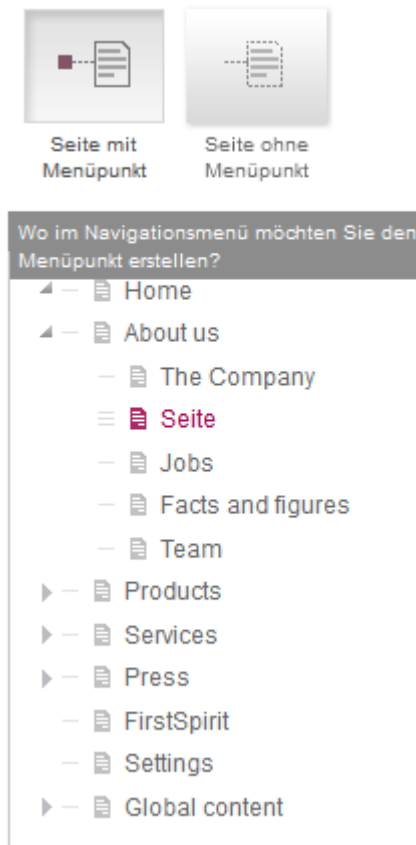 Seite mit
Menüpunkt
Seite ohne
Menüpunkt
Wo im Navigationsmenü möchten Sie den
Menüpunkt erstellen?
Home
About us
The Company
Seite
Jobs
Facts and figures
Team
Products
Services
Press
FirstSpirit
Settings
Global content